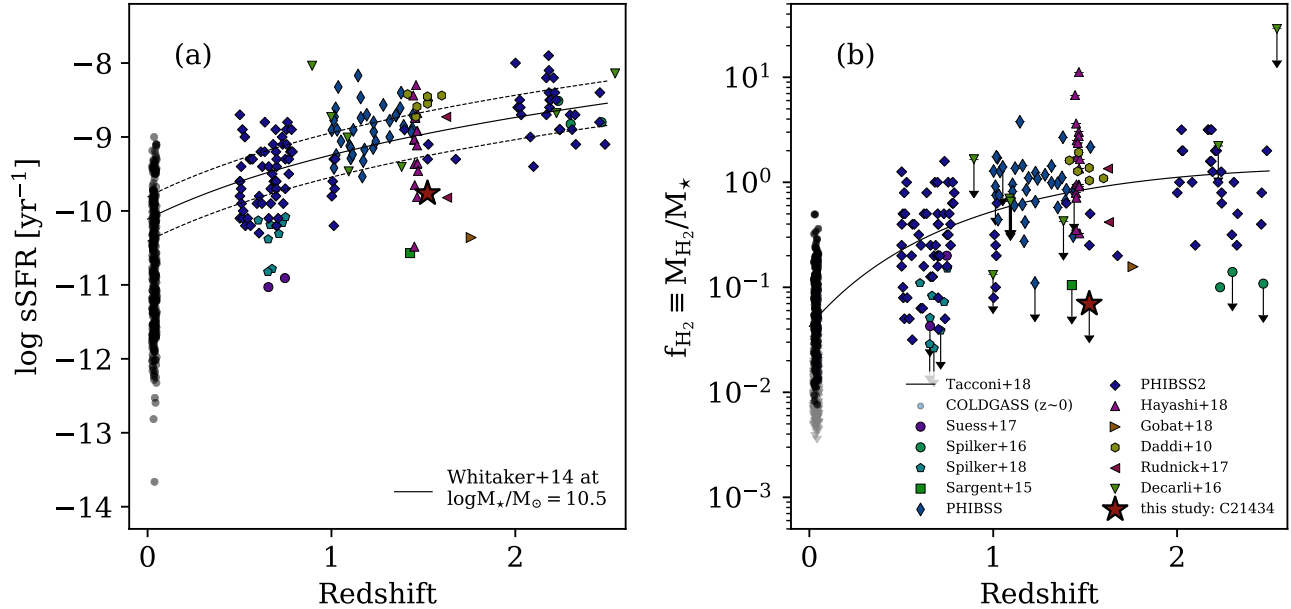 (a)
log sSFR [yr⁻¹]
−8
−9
−10
−11
−12
−13
−14
0
1
2
Redshift
Whitaker+14 at
logM⋆/M⊙ = 10.5
(b)
f_H₂ ≡ M_H₂/M⋆
10¹
10⁰
10⁻¹
10⁻²
10⁻³
0
1
2
Redshift
Tacconi+18
COLDGASS (z~0)
Suess+17
Spilker+16
Spilker+18
Sargent+15
PHIBSS
PHIBSS2
Hayashi+18
Gobat+18
Daddi+10
Rudnick+17
Decarli+16
this study: C21434